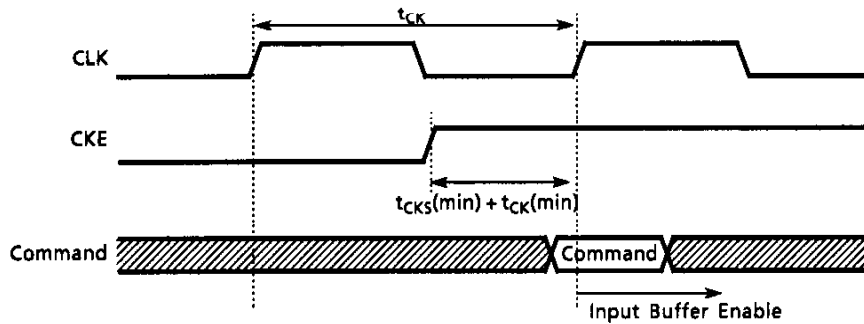 tCK
CLK
CKE
tCKS(min) + tCK(min)
Command
Command
Input Buffer Enable